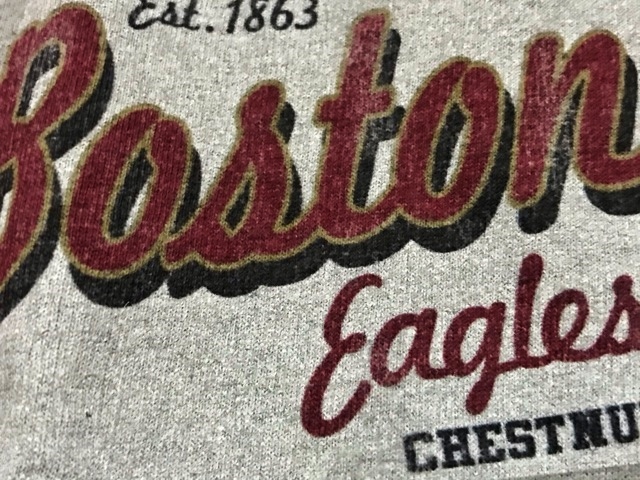 Est. 1863
Boston
Eagles
CHESTNU